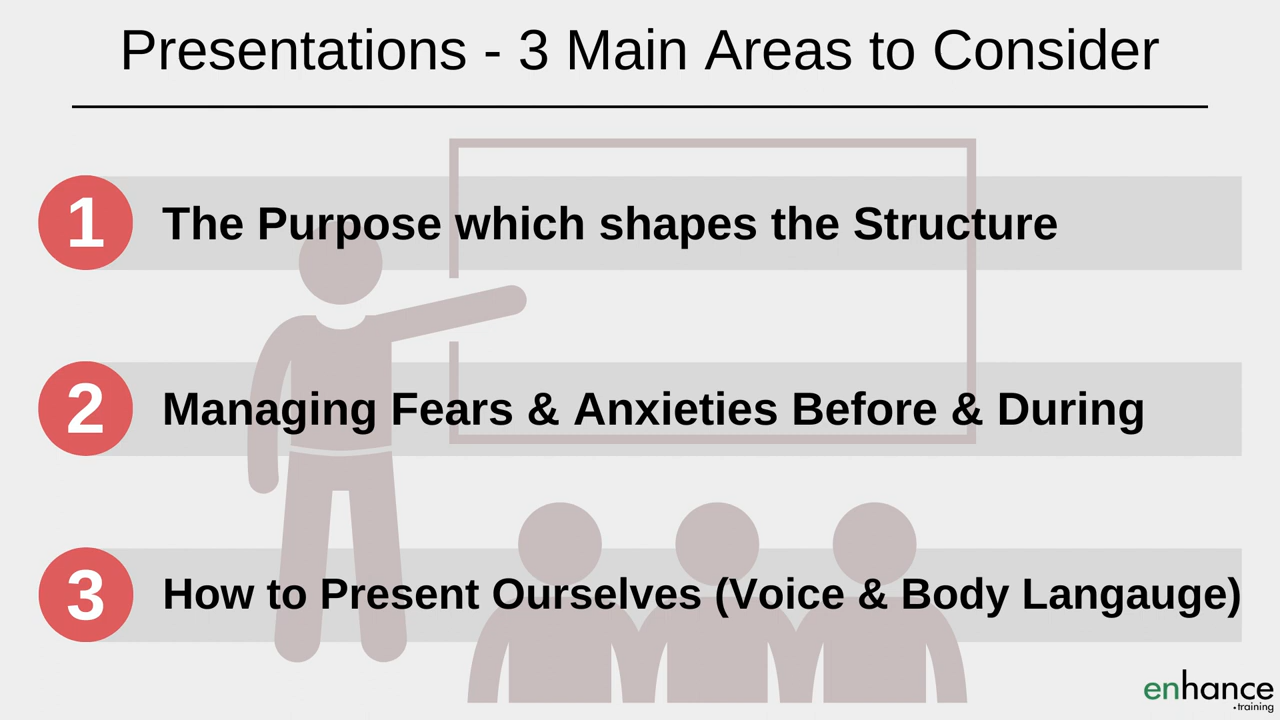 Presentations - 3 Main Areas to Consider
1 The Purpose which shapes the Structure
2 Managing Fears & Anxieties Before & During
3 How to Present Ourselves (Voice & Body Langauge)
enhance
.training